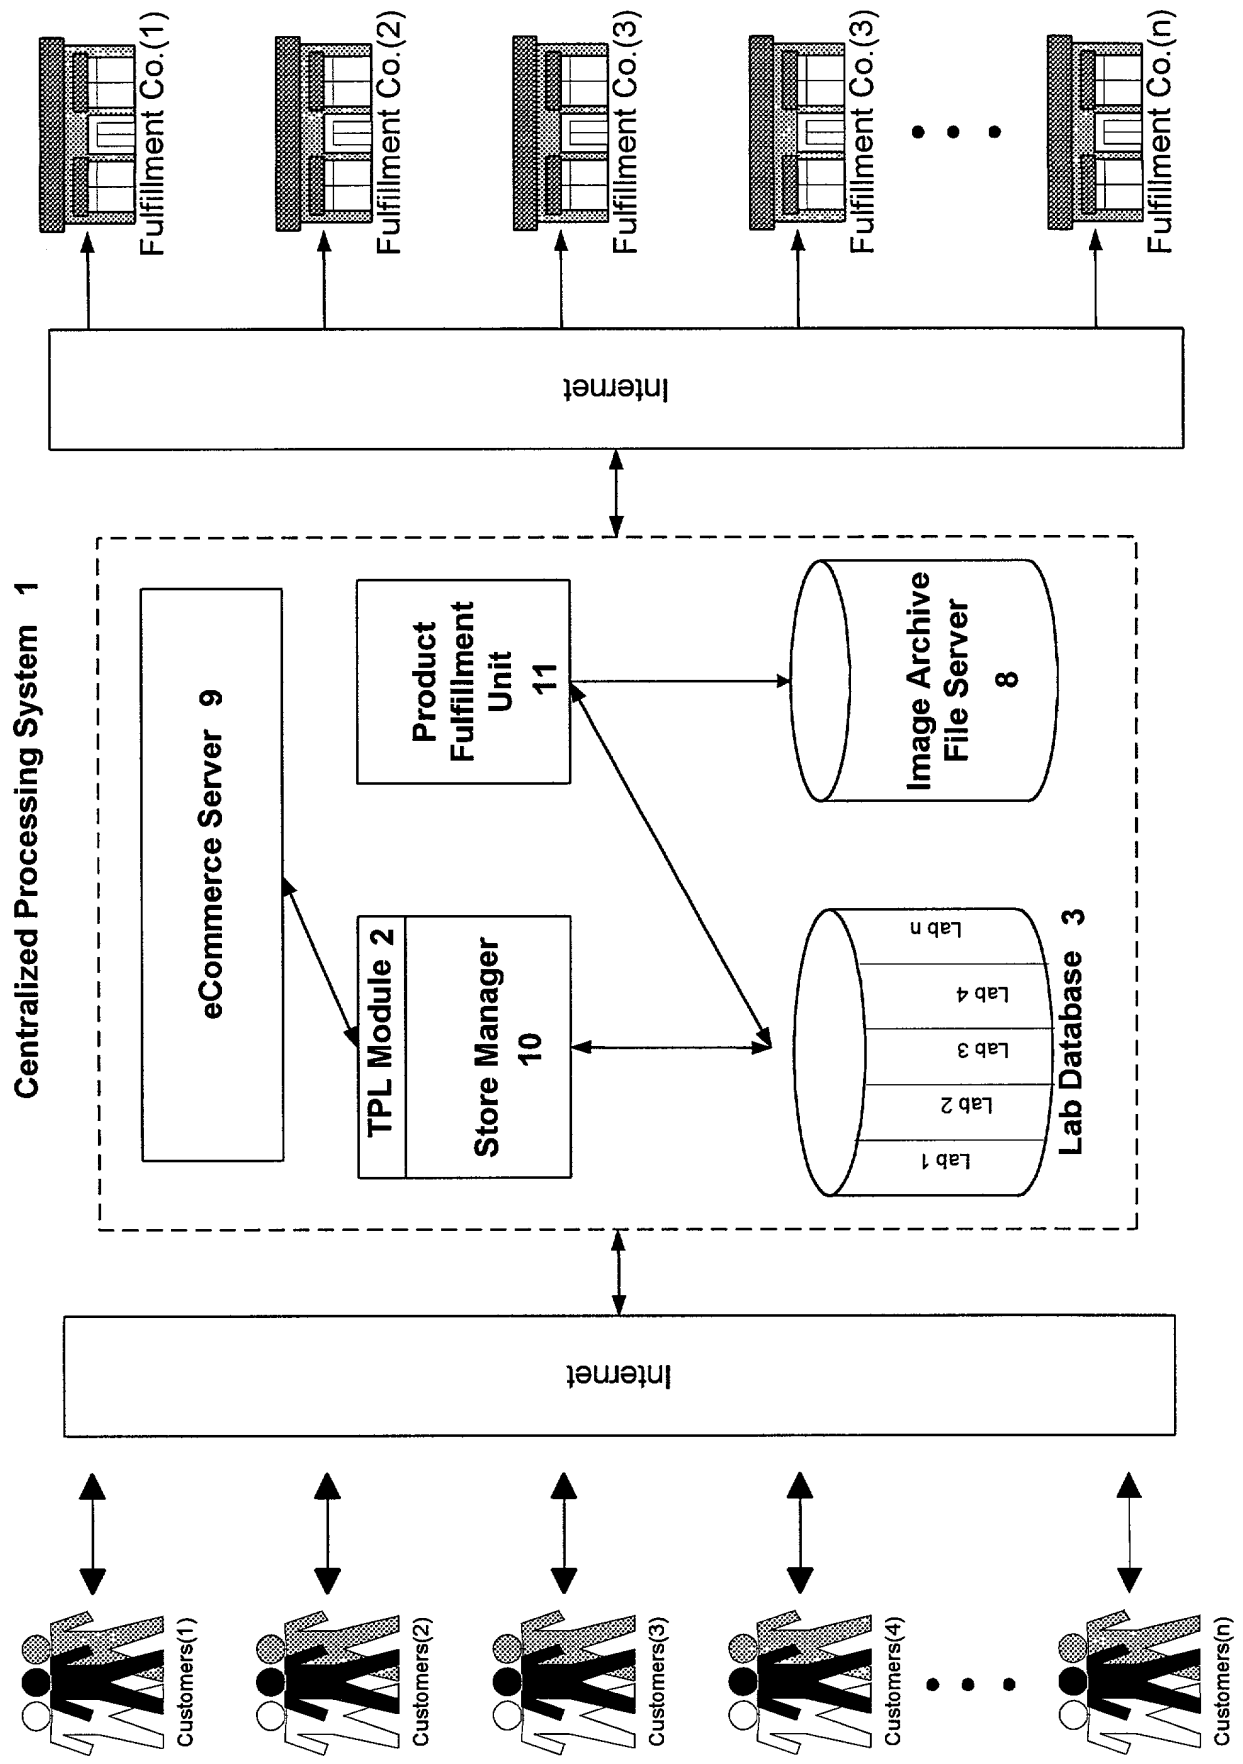 Centralized Processing System 1
Customers(1)
Customers(2)
Customers(3)
Customers(4)
Customers(n)
Internet
eCommerce Server 9
TPL Module 2
Store Manager
10
Product
Fulfillment
Unit
11
Lab 1
Lab 2
Lab 3
Lab 4
Lab n
Lab Database 3
Image Archive
File Server
8
Internet
Fulfillment Co.(1)
Fulfillment Co.(2)
Fulfillment Co.(3)
Fulfillment Co.(3)
Fulfillment Co.(n)